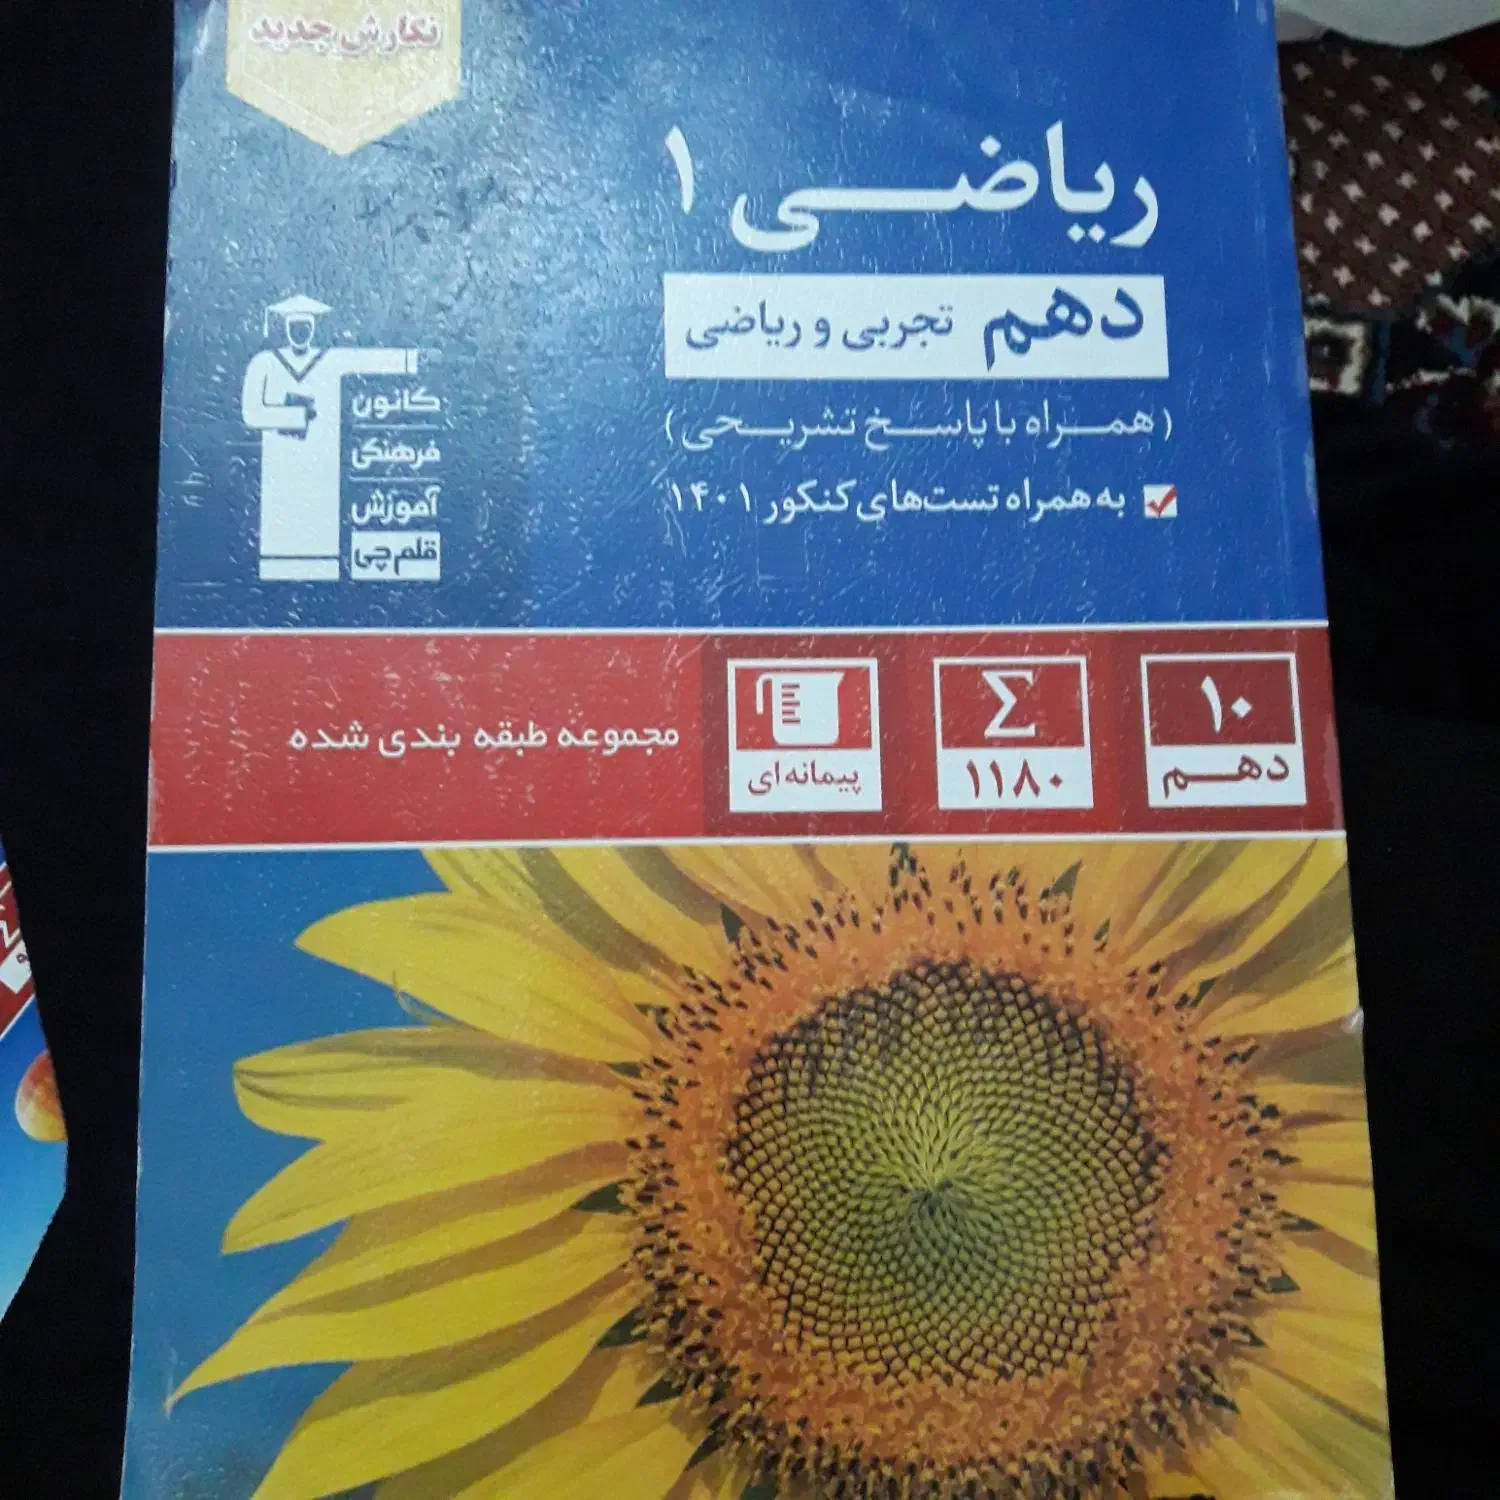 نگارش جدید
ریاضی ۱
دهم تجربی و ریاضی
(همراه با پاسخ تشریحی)
به همراه تست‌های کنکور ۱۴۰۱
کانون
فرهنگی
آموزش
قلم‌چی
۱۰
دهم
Σ
۱۱۸۰
پیمانه‌ای
مجموعه طبقه بندی شده